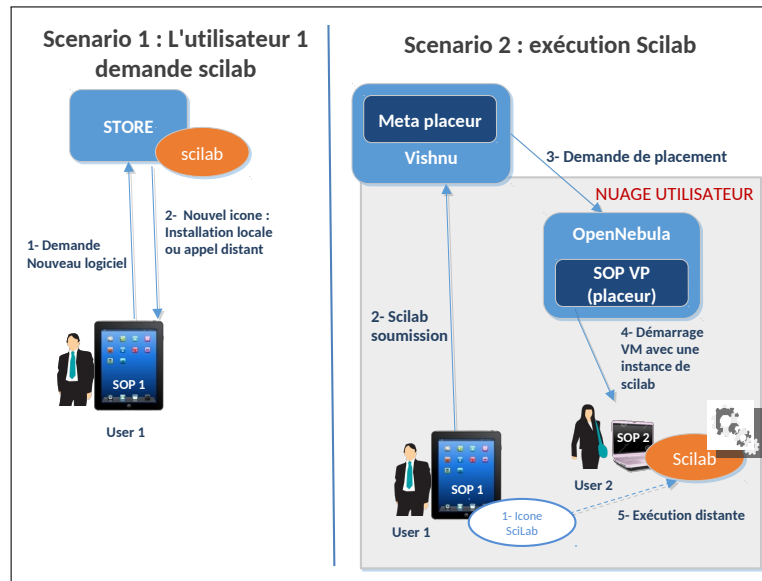 Scenario 1 : L'utilisateur 1
demande scilab
STORE
scilab
1- Demande
Nouveau logiciel
2- Nouvel icone :
Installation locale
ou appel distant
SOP 1
User 1
Scenario 2 : exécution Scilab
Meta placeur
Vishnu
3- Demande de placement
NUAGE UTILISATEUR
OpenNebula
SOP VP
(placeur)
2- Scilab
soumission
4- Démarrage
VM avec une
instance de
scilab
SOP 2
Scilab
User 2
SOP 1
User 1
1- Icone
SciLab
5- Exécution distante